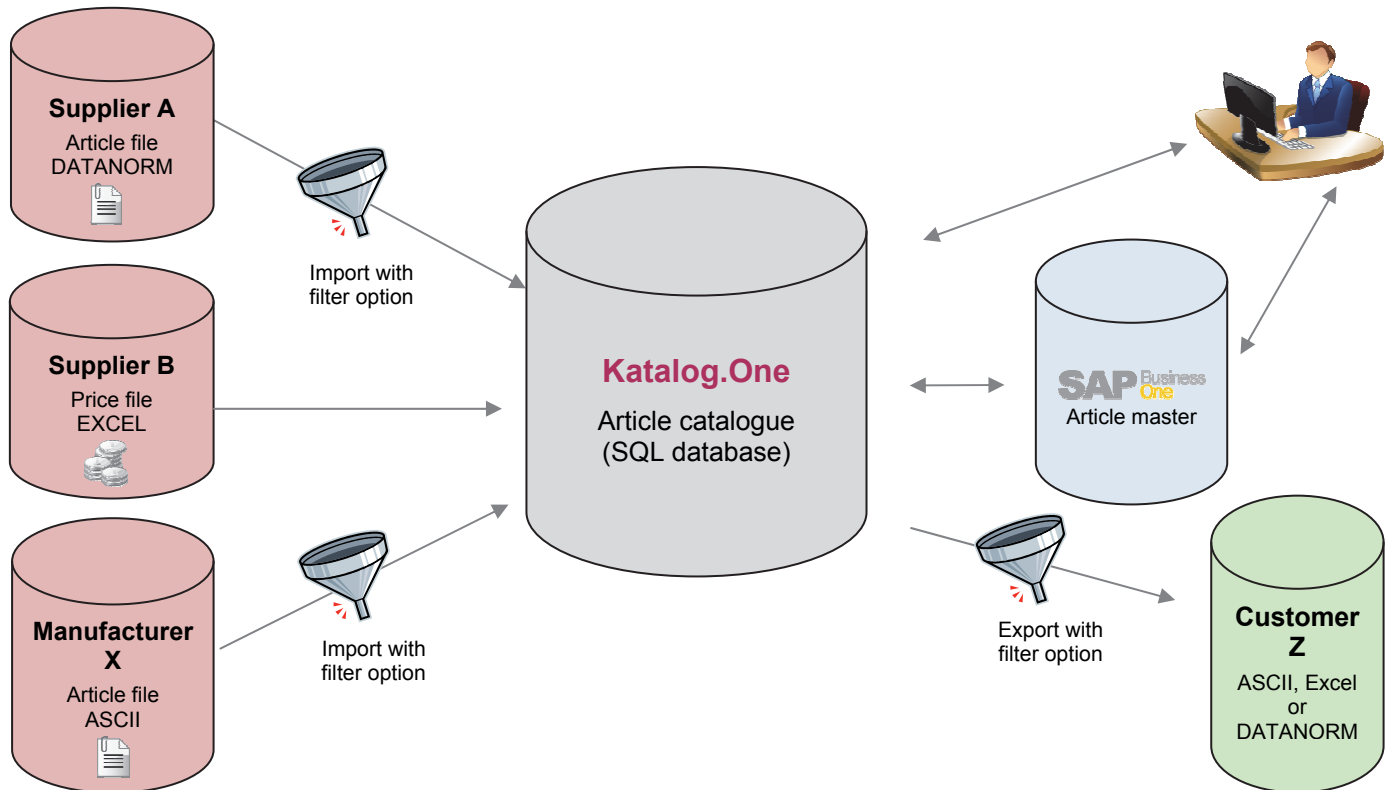 Supplier A
Article file
DATANORM
Import with
filter option
Supplier B
Price file
EXCEL
Manufacturer
X
Article file
ASCII
Import with
filter option
Katalog.One
Article catalogue
(SQL database)
SAP Business
One
Article master
Export with
filter option
Customer
Z
ASCII, Excel
or
DATANORM